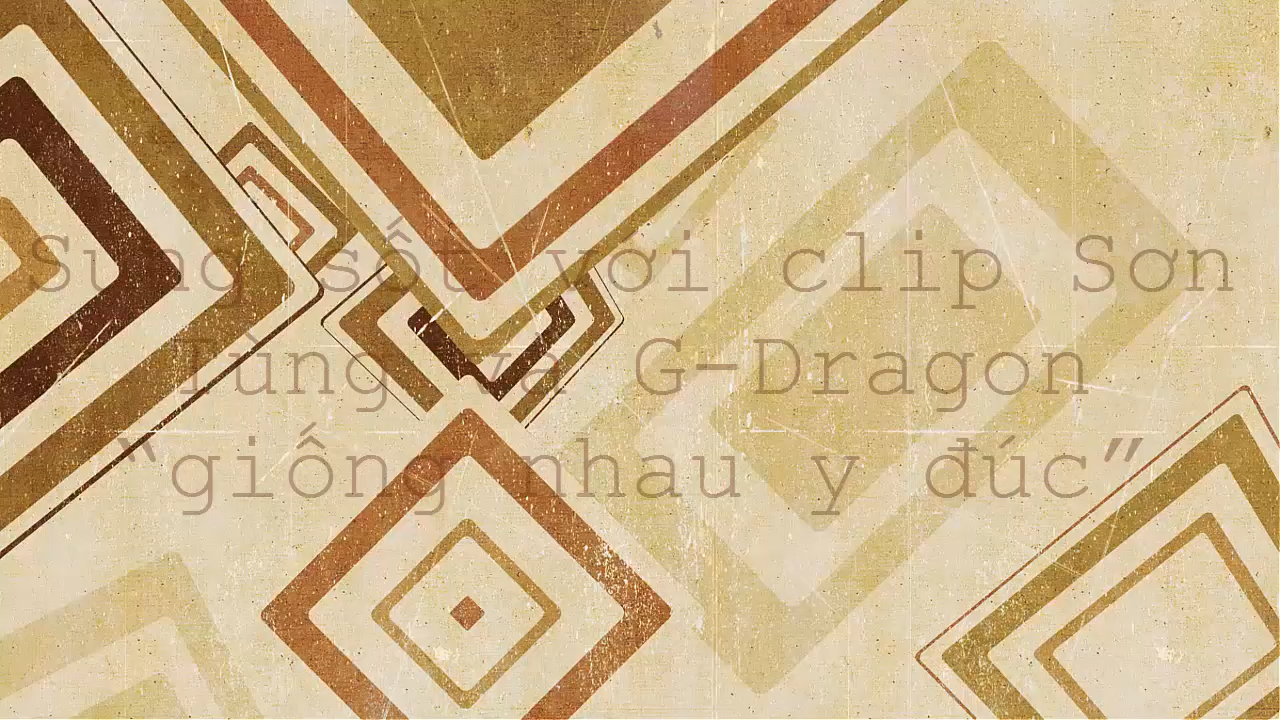 Sửng sốt với clip Sơn
Tùng và G-Dragon
“giống nhau y đúc”